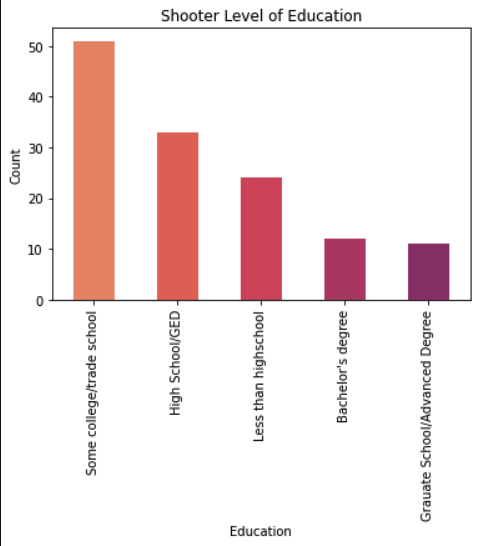 Shooter Level of Education
50
40
30
20
10
0
Count
Some college/trade school
High School/GED
Less than highschool
Bachelor's degree
Grauate School/Advanced Degree
Education